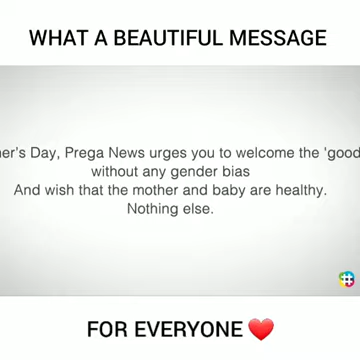 WHAT A BEAUTIFUL MESSAGE
Day, Prega News urges you to welcome the 'good
without any gender bias
And wish that the mother and baby are healthy.
Nothing else.
FOR EVERYONE ❤️